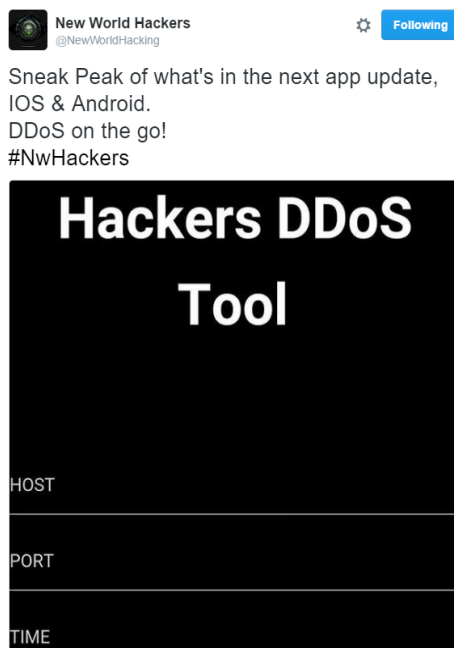 New World Hackers
@NewWorldHacking
Following
Sneak Peak of what's in the next app update,
IOS & Android.
DDoS on the go!
#NwHackers
Hackers DDoS
Tool
HOST
PORT
TIME